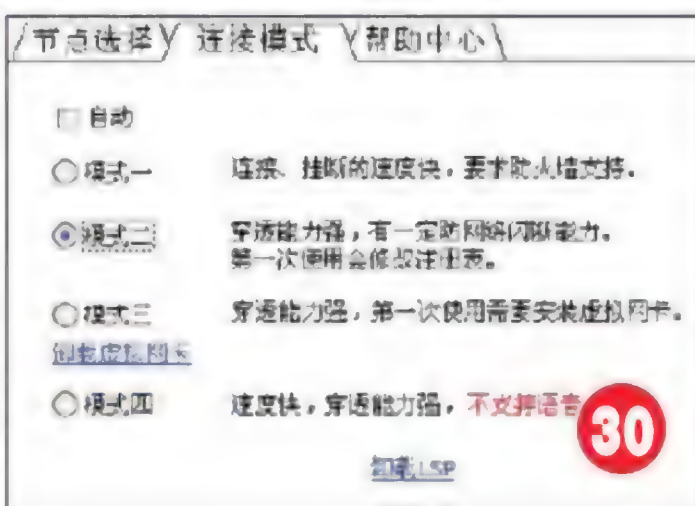 节点选择 连接模式 帮助中心
自动
模式一 连接、挂断的速度快，要求防火墙支持。
模式二 穿透能力强，有一定防网络闪断能力。
第一次使用会修改注册表。
模式三 穿透能力强，第一次使用需要安装虚拟网卡。
卸载虚拟网卡
模式四 速度快，穿透能力强，不支持语音
30
卸载LSP